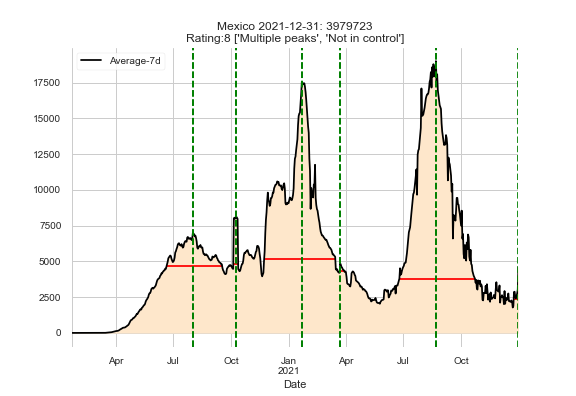 Mexico 2021-12-31: 3979723
Rating:8 ['Multiple peaks', 'Not in control']
Average-7d
17500
15000
12500
10000
7500
5000
2500
0
Apr Jul Oct Jan Apr Jul Oct
2021
Date